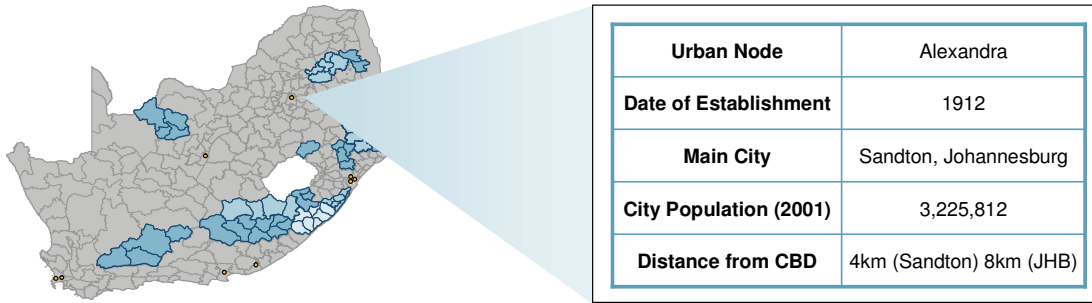 Urban Node Alexandra
Date of Establishment 1912
Main City Sandton, Johannesburg
City Population (2001) 3,225,812
Distance from CBD 4km (Sandton) 8km (JHB)